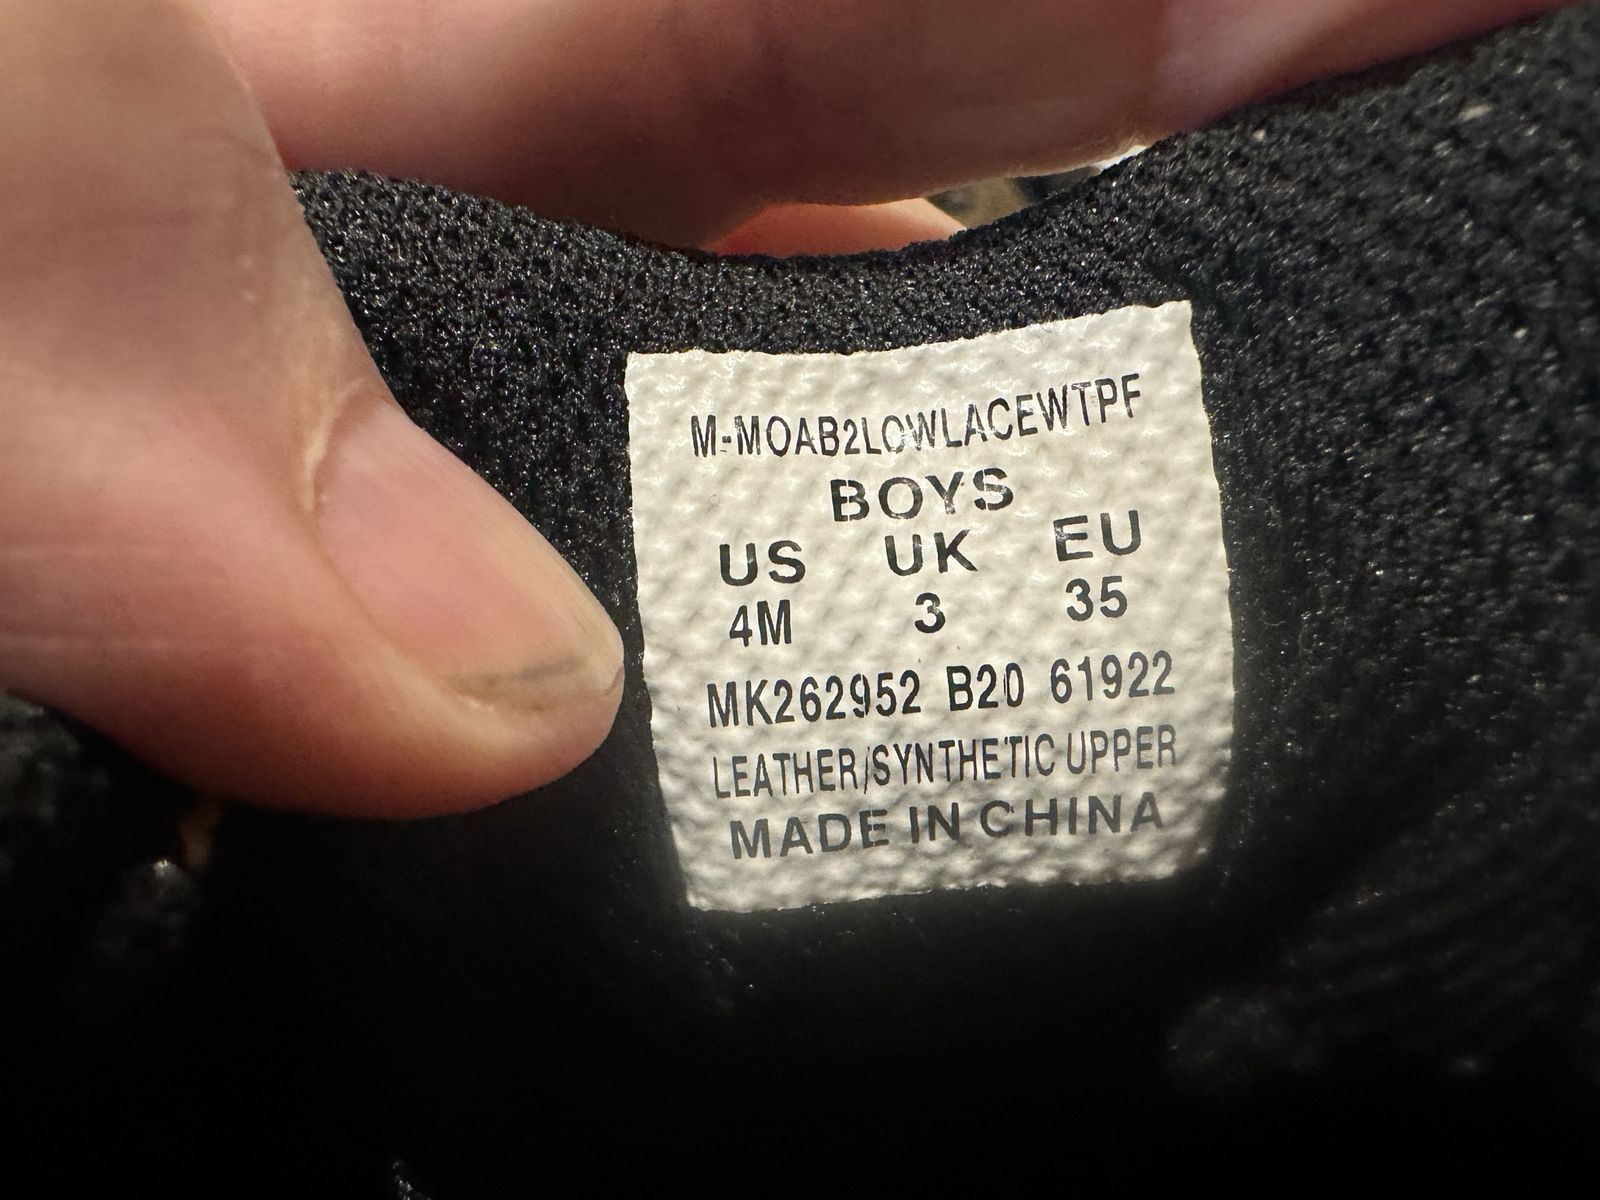 M-MOAB2LOWLACEWTPF
BOYS
US UK EU
4M 3 35
MK262952 B20 61922
LEATHER/SYNTHETIC UPPER
MADE IN CHINA